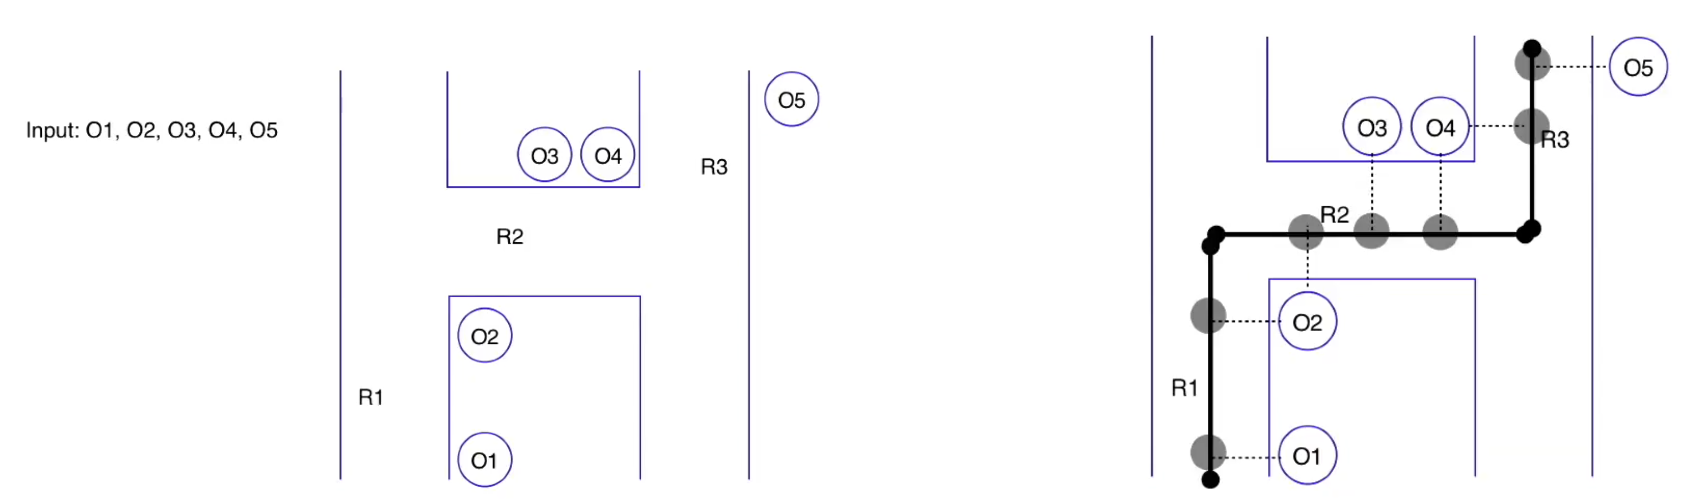 Input: O1, O2, O3, O4, O5
O5
O3
O4
R3
R2
O2
R1
O1
O5
O3
O4
R3
R2
O2
R1
O1